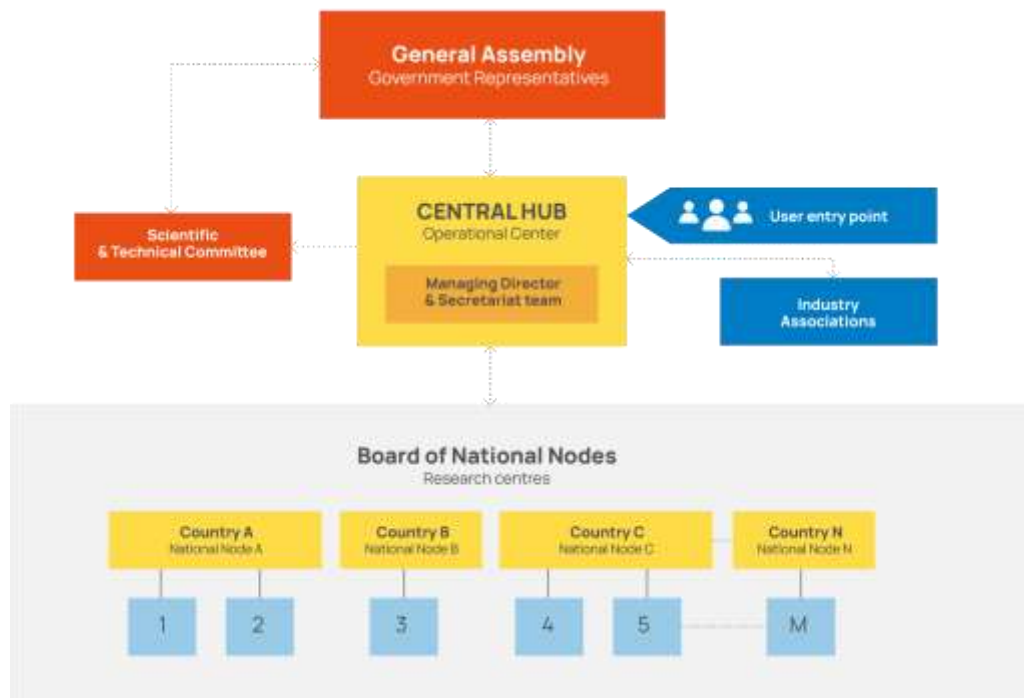 General Assembly
Government Representatives
CENTRAL HUB
Operational Center
User entry point
Scientific
& Technical Committee
Managing Director
& Secretariat team
Industry
Associations
Board of National Nodes
Research centres
Country A
National Node A
Country B
National Node B
Country C
National Node C
Country N
National Node N
1
2
3
4
5
M